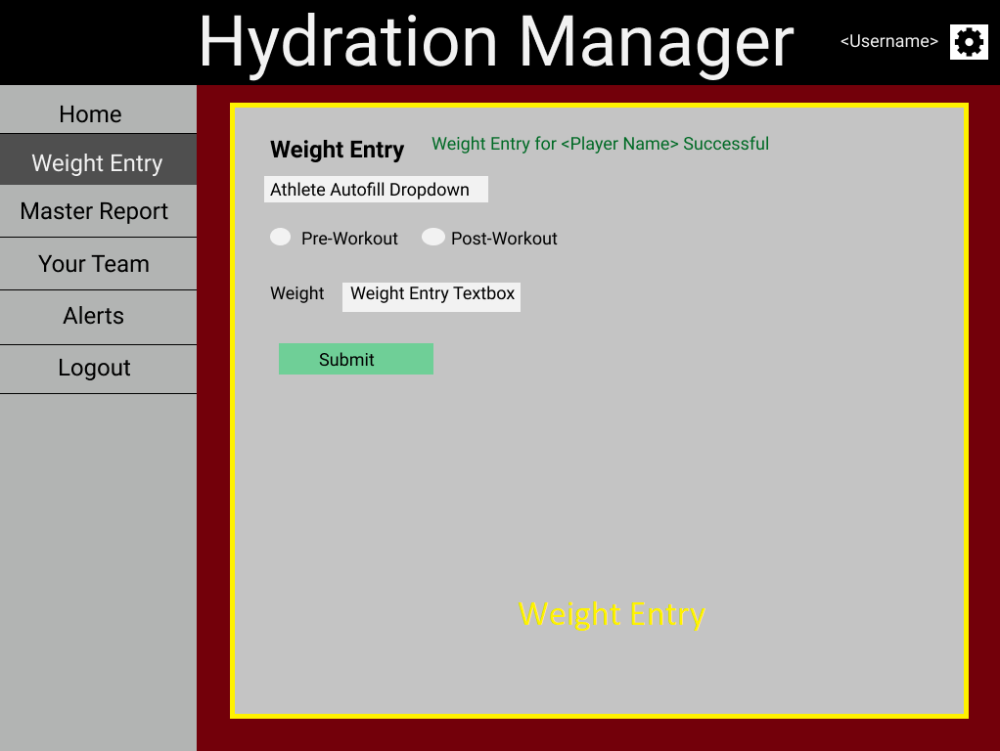 Hydration Manager
<Username>
Home
Weight Entry
Master Report
Your Team
Alerts
Logout
Weight Entry
Weight Entry for <Player Name> Successful
Athlete Autofill Dropdown
Pre-Workout
Post-Workout
Weight
Weight Entry Textbox
Submit
Weight Entry